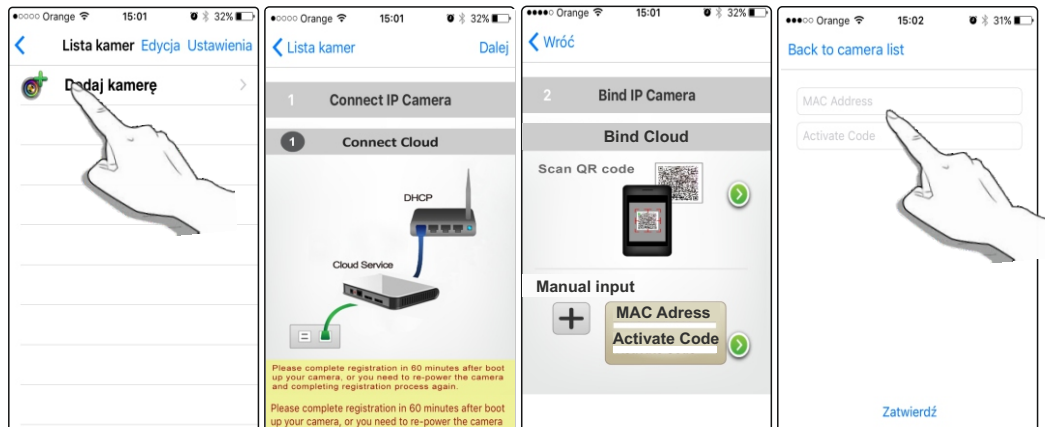 ●○○○○ Orange 15:01 32%
Lista kamer Edycja Ustawienia
Dodaj kamerę
●○○○○ Orange 15:01 32%
Lista kamer Dalej
1 Connect IP Camera
1 Connect Cloud
DHCP
Cloud Service
Please complete registration in 60 minutes after boot
up your camera, or you need to re-power the camera
and completing registration process again.
Please complete registration in 60 minutes after boot
up your camera, or you need to re-power the camera
●●●●○ Orange 15:01 32%
Wróć
2 Bind IP Camera
Bind Cloud
Scan QR code
Manual input
MAC Adress
Activate Code
●●●○○ Orange 15:02 31%
Back to camera list
MAC Address
Activate Code
Zatwierdź